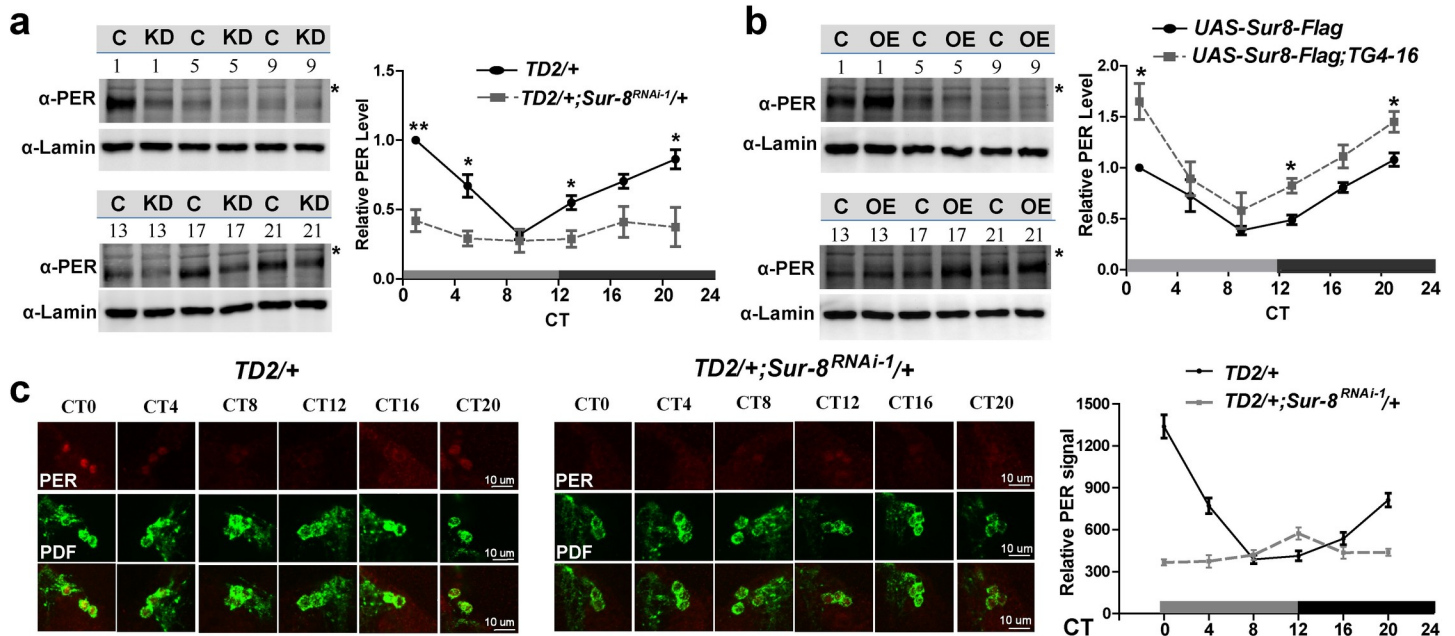 a
C KD C KD C KD
1 1 5 5 9 9
α-PER
*
α-Lamin
C KD C KD C KD
13 13 17 17 21 21
α-PER
*
α-Lamin
TD2/+
TD2/+;Sur-8RNAi-1/+
Relative PER Level
1.5
1.0
0.5
0.0
**
*
*
*
0 4 8 12 16 20 24
CT
b
C OE C OE C OE
1 1 5 5 9 9
α-PER
*
α-Lamin
C OE C OE C OE
13 13 17 17 21 21
α-PER
*
α-Lamin
UAS-Sur8-Flag
UAS-Sur8-Flag;TG4-16
Relative PER Level
2.0
1.5
1.0
0.5
0.0
*
*
*
0 4 8 12 16 20 24
CT
c
TD2/+
CT0 CT4 CT8 CT12 CT16 CT20
PER
10 um
PDF
10 um
10 um
TD2/+;Sur-8RNAi-1/+
CT0 CT4 CT8 CT12 CT16 CT20
PER
10 um
PDF
10 um
10 um
TD2/+
TD2/+;Sur-8RNAi-1/+
Relative PER signal
1500
1200
900
600
300
0
CT 0 4 8 12 16 20 24